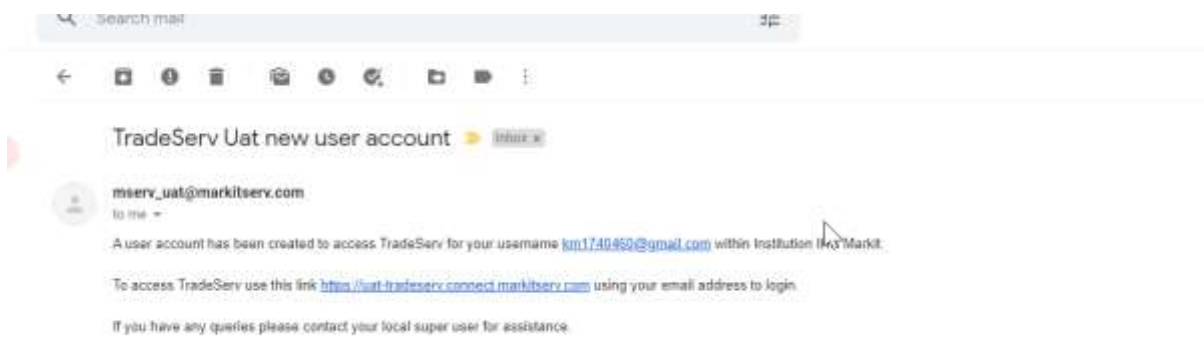 Search mail
TradeServ Uat new user account Inbox x
mserv_uat@markitserv.com
to me
A user account has been created to access TradeServ for your username km1740460@gmail.com within Institution Markit.
To access TradeServ use this link https://uat-tradeserv.connect.markitserv.com using your email address to login.
If you have any queries please contact your local super user for assistance.